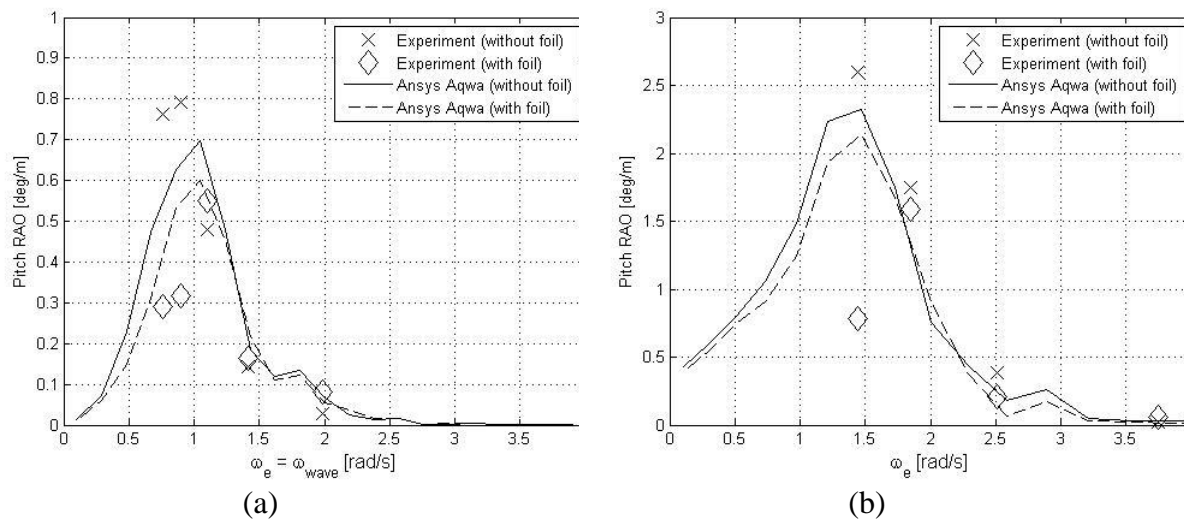 1
0.9
0.8
0.7
0.6
0.5
0.4
0.3
0.2
0.1
0
Pitch RAO [deg/m]
0 0.5 1 1.5 2 2.5 3 3.5
ω_e = ω_wave [rad/s]
Experiment (without foil)
Experiment (with foil)
Ansys Aqwa (without foil)
Ansys Aqwa (with foil)
(a)
3
2.5
2
1.5
1
0.5
0
Pitch RAO [deg/m]
0 0.5 1 1.5 2 2.5 3 3.5
ω_e [rad/s]
Experiment (without foil)
Experiment (with foil)
Ansys Aqwa (without foil)
Ansys Aqwa (with foil)
(b)